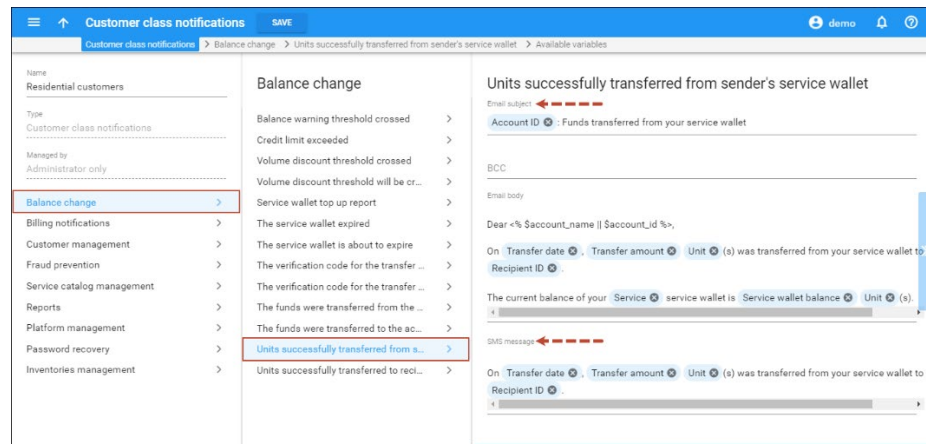 Customer class notifications SAVE demo
Customer class notifications > Balance change > Units successfully transferred from sender's service wallet > Available variables
Name
Residential customers
Type
Customer class notifications
Managed by
Administrator only
Balance change >
Billing notifications >
Customer management >
Fraud prevention >
Service catalog management >
Reports >
Platform management >
Password recovery >
Inventories management >
Balance change
Balance warning threshold crossed >
Credit limit exceeded >
Volume discount threshold crossed >
Volume discount threshold will be cr... >
Service wallet top up report >
The service wallet expired >
The service wallet is about to expire >
The verification code for the transfer ... >
The verification code for the transfer ... >
The funds were transferred from the ... >
The funds were transferred to the ac... >
Units successfully transferred from s... >
Units successfully transferred to reci... >
Units successfully transferred from sender's service wallet
Email subject
Account ID : Funds transferred from your service wallet
BCC
Email body
Dear <% $account_name || $account_id %>,
On Transfer date , Transfer amount Unit (s) was transferred from your service wallet to
Recipient ID .
The current balance of your Service service wallet is Service wallet balance Unit (s).
SMS message
On Transfer date , Transfer amount Unit (s) was transferred from your service wallet to
Recipient ID .